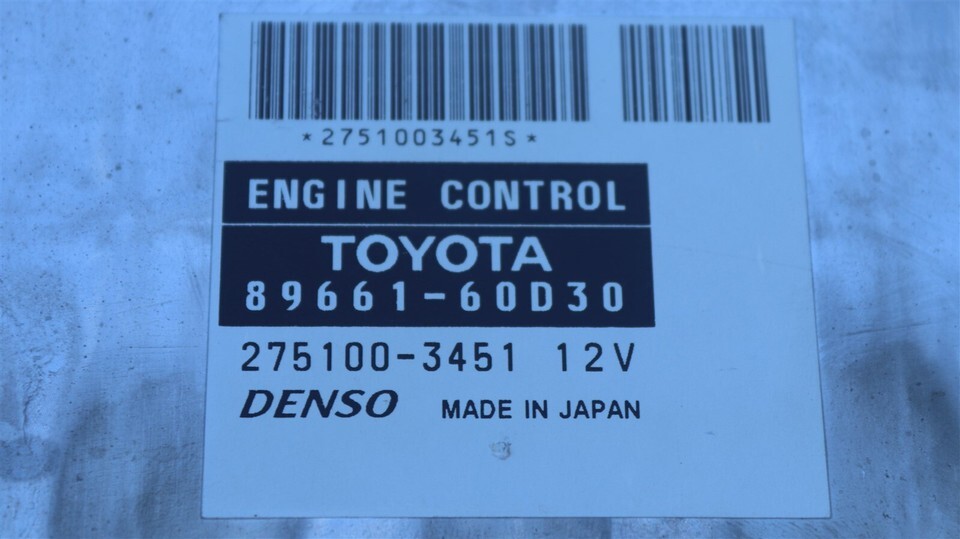 *2751003451S*
ENGINE CONTROL
TOYOTA
89661-60D30
275100-3451 12V
DENSO MADE IN JAPAN